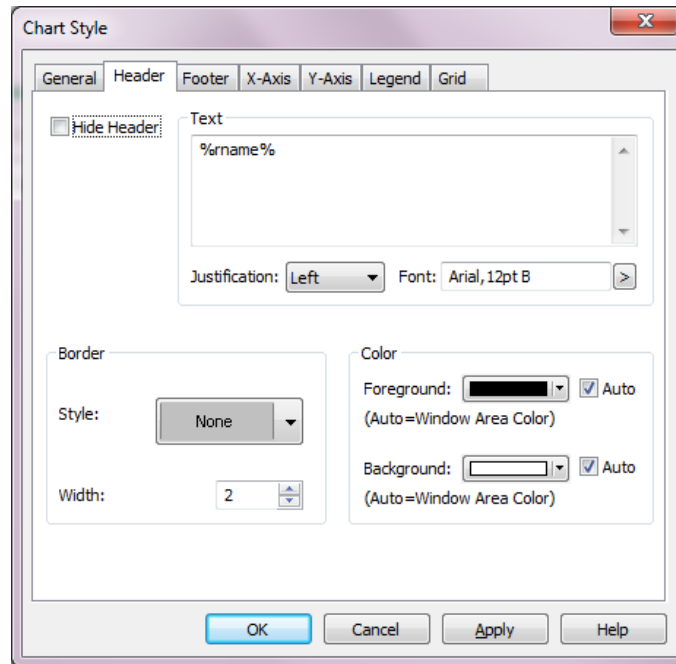 Chart Style
X
General Header Footer X-Axis Y-Axis Legend Grid
Hide Header
Text
%rname%
Justification: Left Font: Arial,12pt B >
Border
Style: None
Width: 2
Color
Foreground: Auto
(Auto=Window Area Color)
Background: Auto
(Auto=Window Area Color)
OK Cancel Apply Help